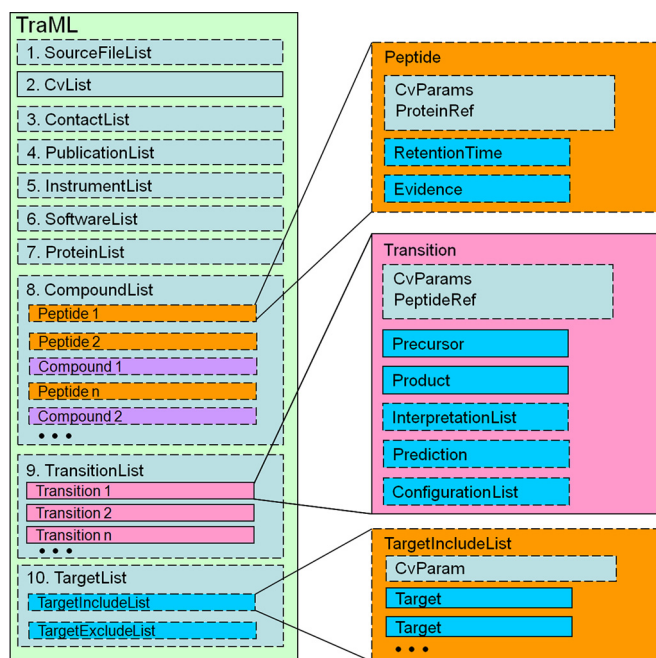 TraML
1. SourceFileList
2. CvList
3. ContactList
4. PublicationList
5. InstrumentList
6. SoftwareList
7. ProteinList
8. CompoundList
Peptide 1
Peptide 2
Compound 1
Peptide n
Compound 2
• • •
9. TransitionList
Transition 1
Transition 2
Transition n
• • •
10. TargetList
TargetIncludeList
TargetExcludeList
Peptide
CvParams
ProteinRef
RetentionTime
Evidence
Transition
CvParams
PeptideRef
Precursor
Product
InterpretationList
Prediction
ConfigurationList
TargetIncludeList
CvParam
Target
Target
• • •